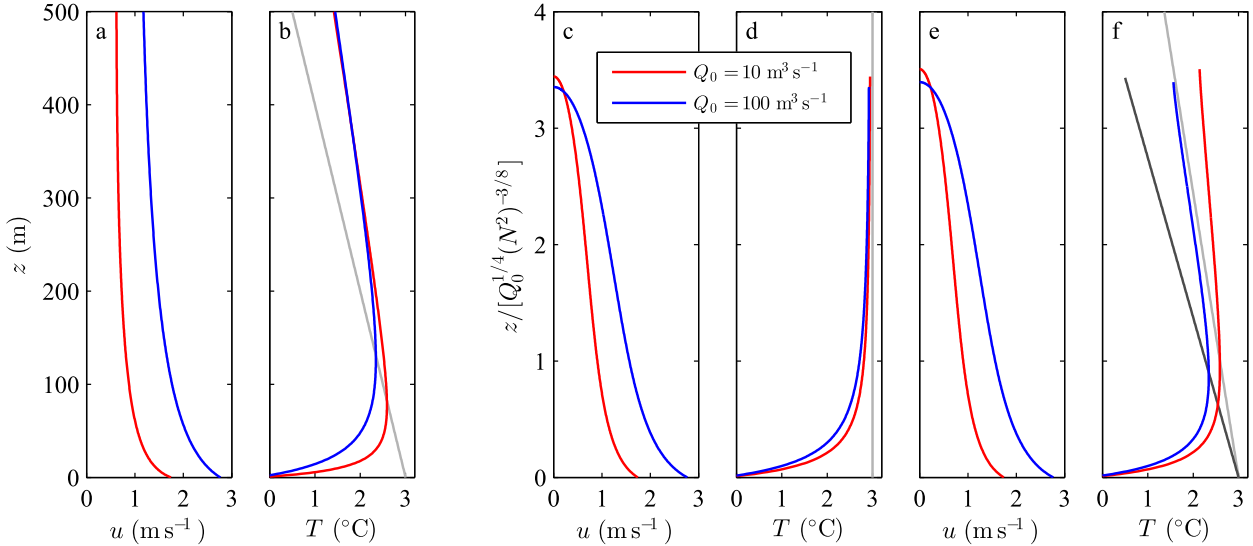 a b c d e f
Q₀ = 10 m³ s⁻¹
Q₀ = 100 m³ s⁻¹
500
400
300
200
100
0
z (m)
4
3
2
1
0
z/[Q₀^{1/4}(N²)^{-3/8}]
0 1 2 3
0 1 2 3
0 1 2 3
0 1 2 3
0 1 2 3
0 1 2 3
u (m s⁻¹)
T (°C)
u (m s⁻¹)
T (°C)
u (m s⁻¹)
T (°C)